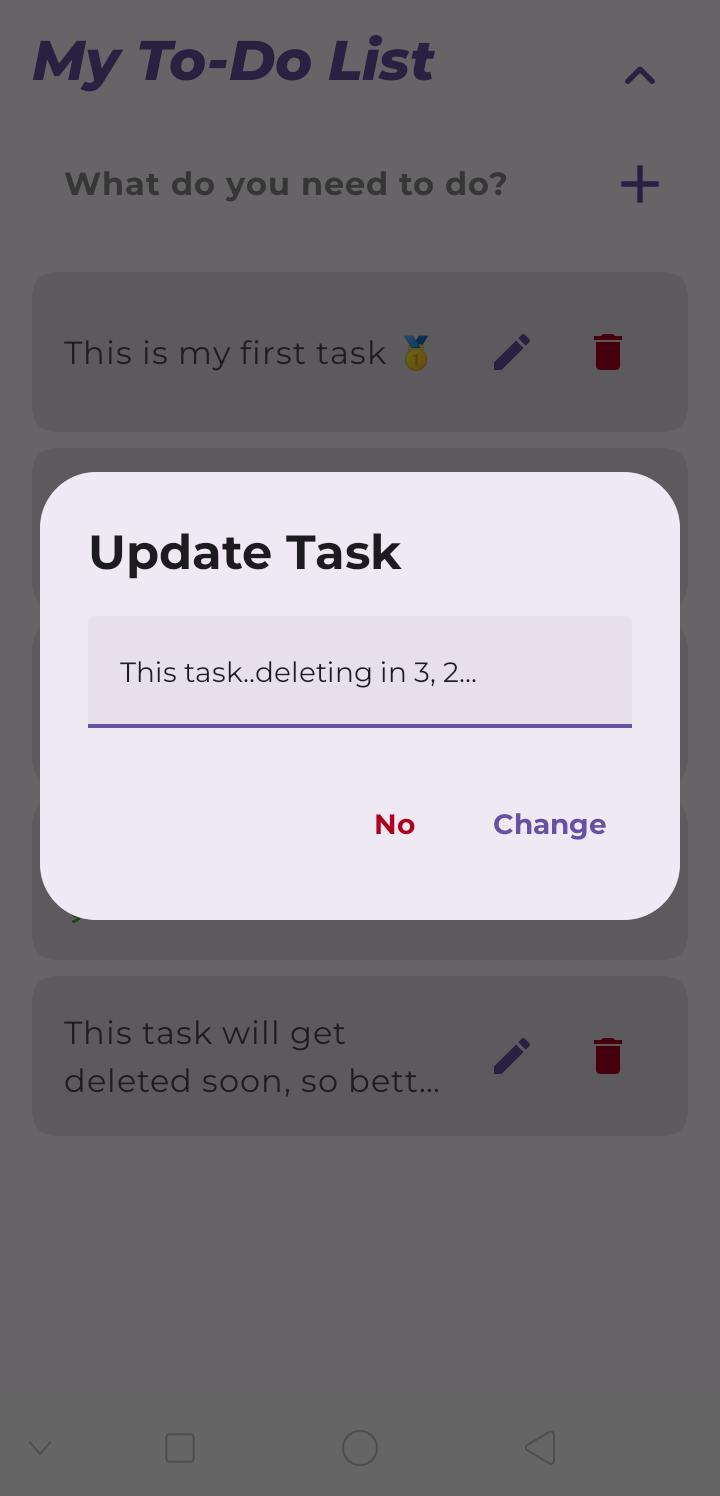 My To-Do List
What do you need to do?
This is my first task 🥇
Update Task
This task..deleting in 3, 2...
No
Change
This task will get
deleted soon, so bett...